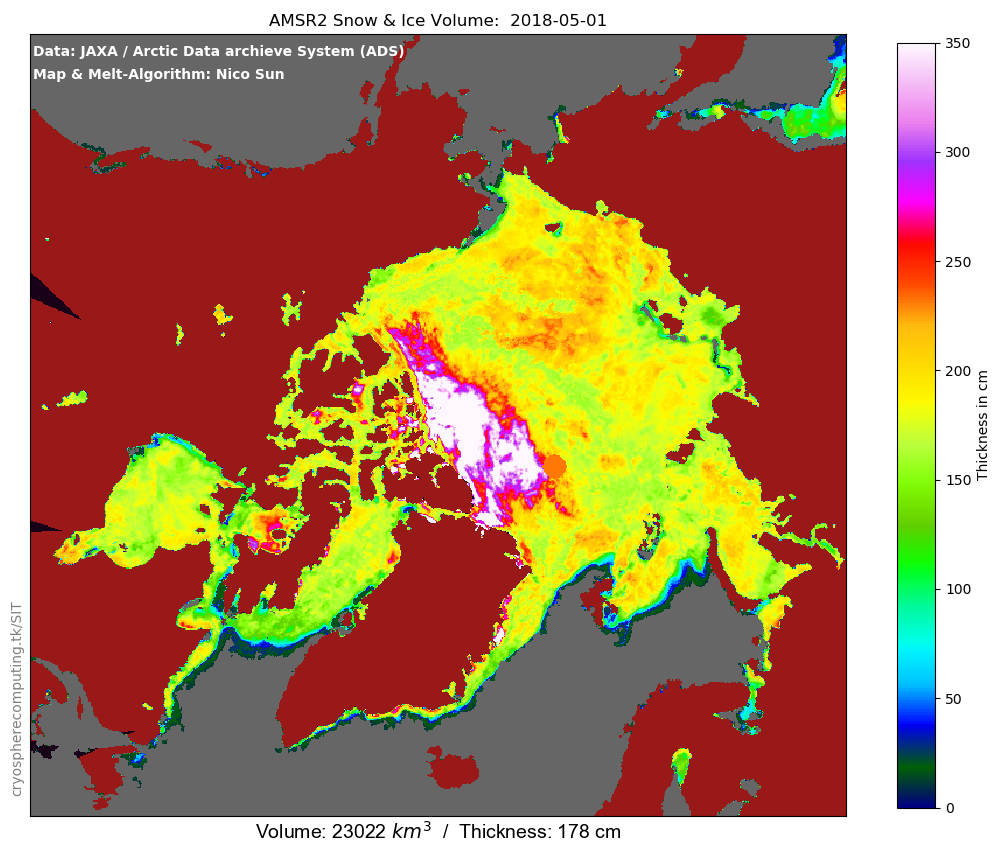 AMSR2 Snow & Ice Volume:  2018-05-01
Data: JAXA / Arctic Data archieve System (ADS)
Map & Melt-Algorithm: Nico Sun
350
300
250
200
150
100
50
0
Thickness in cm
cryospherecomputing.tk/SIT
Volume: 23022 km³  /  Thickness: 178 cm